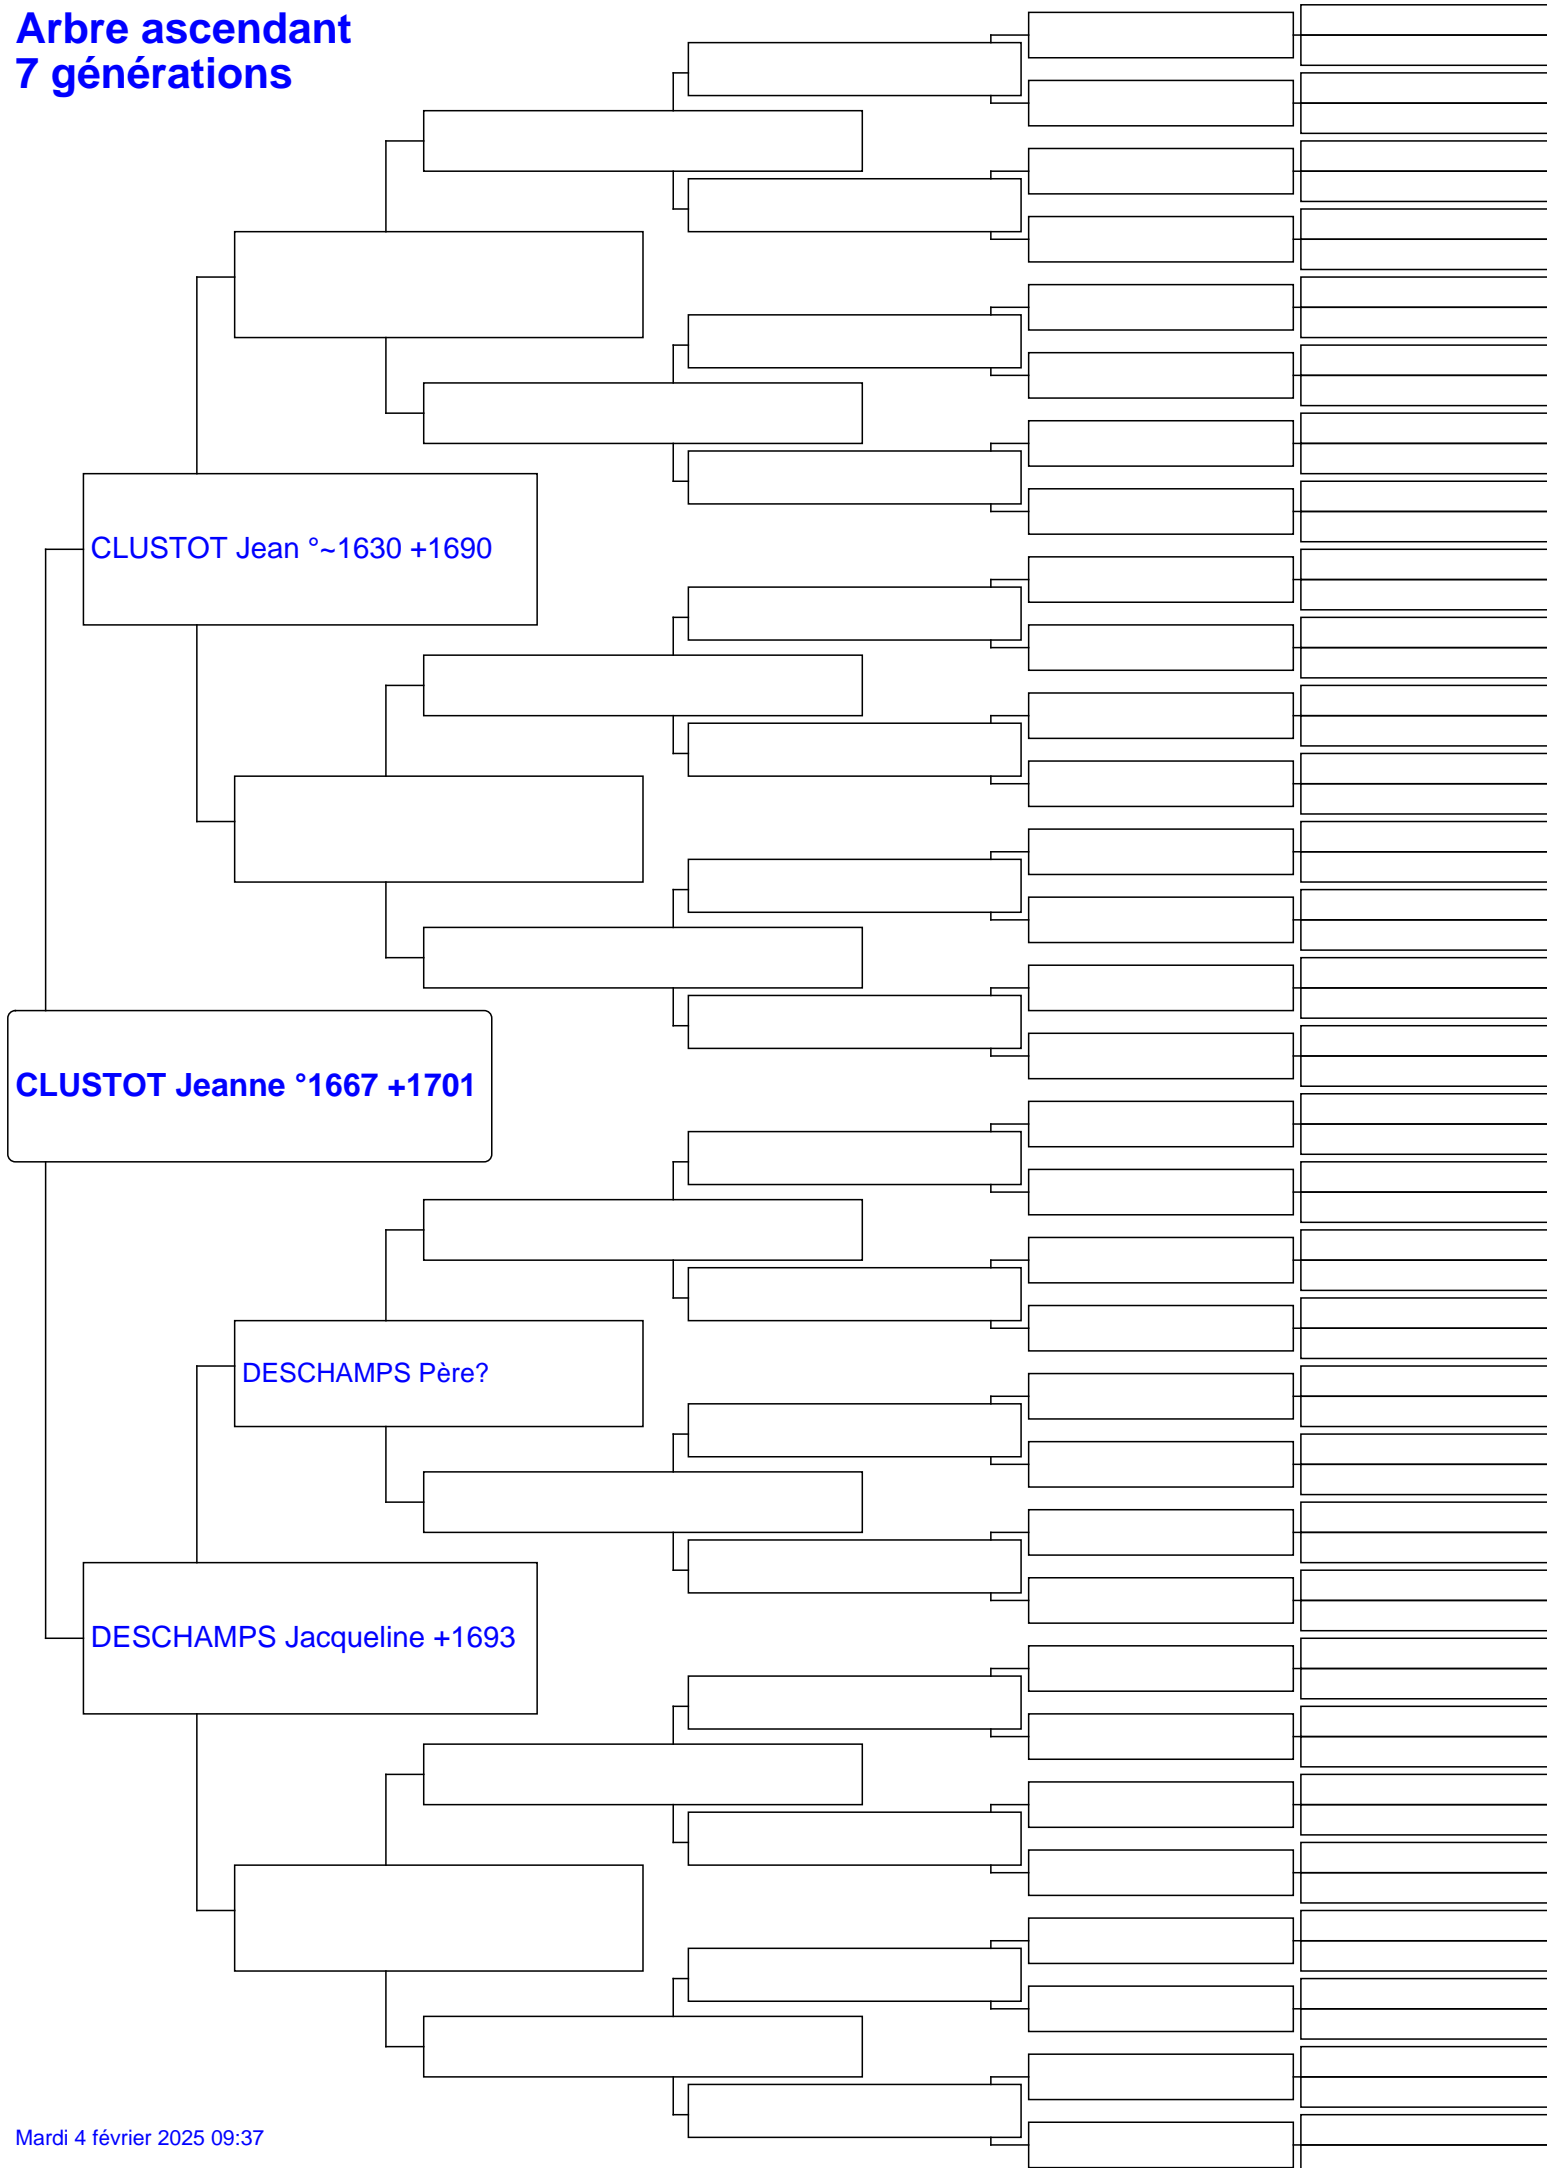 Arbre ascendant
7 générations
CLUSTOT Jean °~1630 +1690
CLUSTOT Jeanne °1667 +1701
DESCHAMPS Père?
DESCHAMPS Jacqueline +1693
Mardi 4 février 2025 09:37